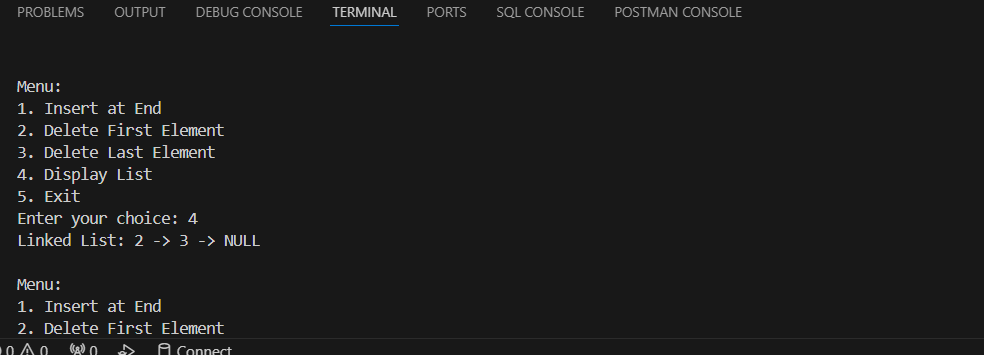 PROBLEMS OUTPUT DEBUG CONSOLE TERMINAL PORTS SQL CONSOLE POSTMAN CONSOLE
Menu:
1. Insert at End
2. Delete First Element
3. Delete Last Element
4. Display List
5. Exit
Enter your choice: 4
Linked List: 2 -> 3 -> NULL
Menu:
1. Insert at End
2. Delete First Element
0 0 0 Connect